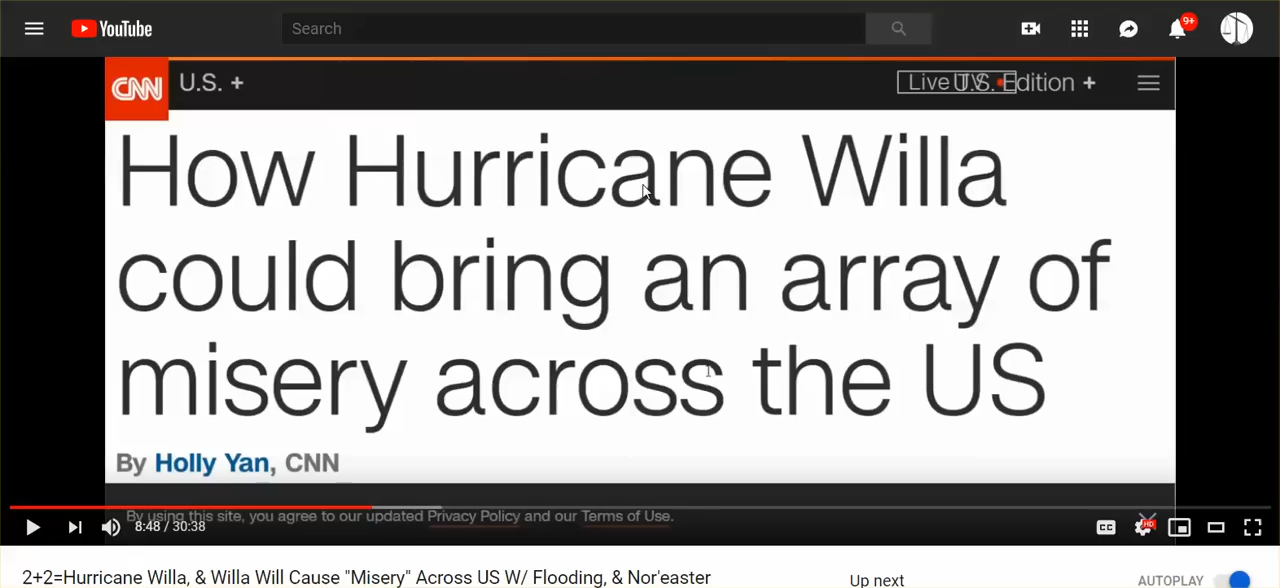 YouTube
Search
9+
CNN
U.S. +
Live TV
U.S. Edition +
How Hurricane Willa
could bring an array of
misery across the US
By Holly Yan, CNN
By using this site, you agree to our updated Privacy Policy and our Terms of Use.
8:48 / 30:38
CC
HD
2+2=Hurricane Willa, & Willa Will Cause "Misery" Across US W/ Flooding, & Nor'easter
Up next
AUTOPLAY